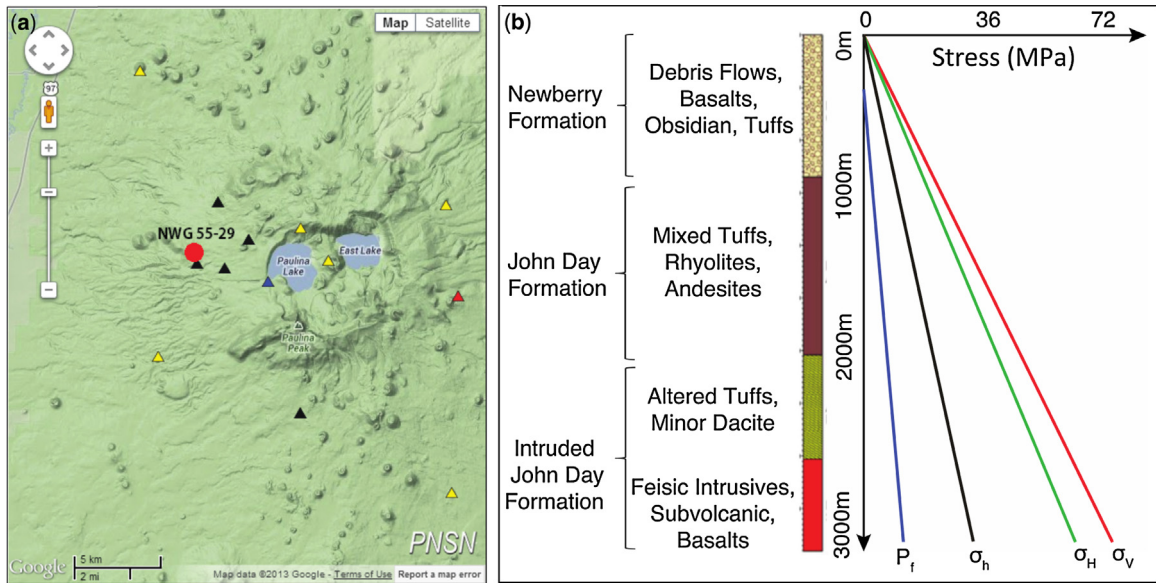 (a)
Map
Satellite
97
NWG 55-29
Paulina
Lake
East Lake
Paulina
Peak
PNSN
Google
5 km
2 mi
Map data ©2013 Google - Terms of Use
Report a map error
(b)
0 36 72
Stress (MPa)
0m
1000m
2000m
3000m
Newberry
Formation
Debris Flows,
Basalts,
Obsidian, Tuffs
John Day
Formation
Mixed Tuffs,
Rhyolites,
Andesites
Intruded
John Day
Formation
Altered Tuffs,
Minor Dacite
Feisic Intrusives,
Subvolcanic,
Basalts
Pf σh σH σV